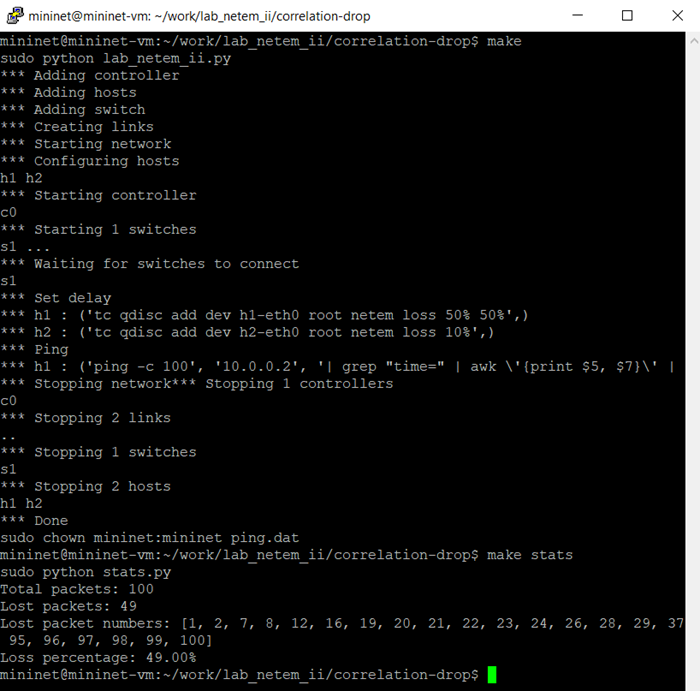 mininet@mininet-vm: ~/work/lab_netem_ii/correlation-drop
mininet@mininet-vm:~/work/lab_netem_ii/correlation-drop$ make
sudo python lab_netem_ii.py
*** Adding controller
*** Adding hosts
*** Adding switch
*** Creating links
*** Starting network
*** Configuring hosts
h1 h2
*** Starting controller
c0
*** Starting 1 switches
s1 ...
*** Waiting for switches to connect
s1
*** Set delay
*** h1 : ('tc qdisc add dev h1-eth0 root netem loss 50% 50%',)
*** h2 : ('tc qdisc add dev h2-eth0 root netem loss 10%',)
*** Ping
*** h1 : ('ping -c 100', '10.0.0.2', '| grep "time=" | awk \'{print $5, $7}\' |
*** Stopping network*** Stopping 1 controllers
c0
*** Stopping 2 links
..
*** Stopping 1 switches
s1
*** Stopping 2 hosts
h1 h2
*** Done
sudo chown mininet:mininet ping.dat
mininet@mininet-vm:~/work/lab_netem_ii/correlation-drop$ make stats
sudo python stats.py
Total packets: 100
Lost packets: 49
Lost packet numbers: [1, 2, 7, 8, 12, 16, 19, 20, 21, 22, 23, 24, 26, 28, 29, 37
95, 96, 97, 98, 99, 100]
Loss percentage: 49.00%
mininet@mininet-vm:~/work/lab_netem_ii/correlation-drop$